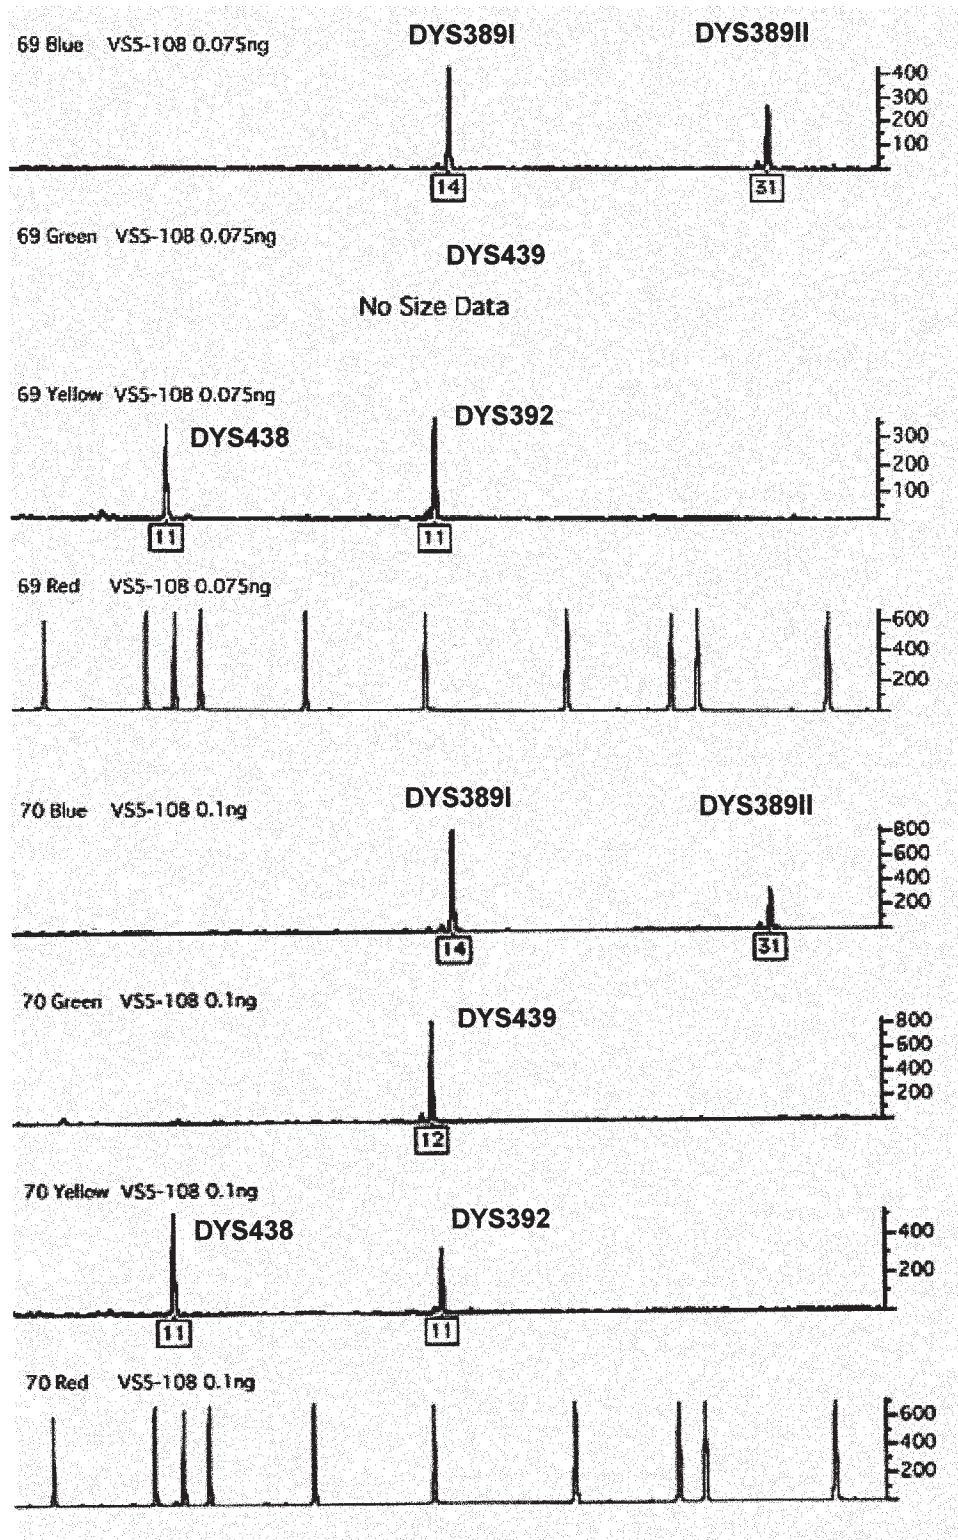 69 Blue VS5-108 0.075ng DYS389I DYS389II
400
300
200
100
14 31
69 Green VS5-108 0.075ng
DYS439
No Size Data
69 Yellow VS5-108 0.075ng
DYS438 DYS392
300
200
100
11 11
69 Red VS5-108 0.075ng
600
400
200
70 Blue VS5-108 0.1ng DYS389I DYS389II
800
600
400
200
14 31
70 Green VS5-108 0.1ng
DYS439
800
600
400
200
12
70 Yellow VS5-108 0.1ng
DYS438 DYS392
400
200
11 11
70 Red VS5-108 0.1ng
600
400
200